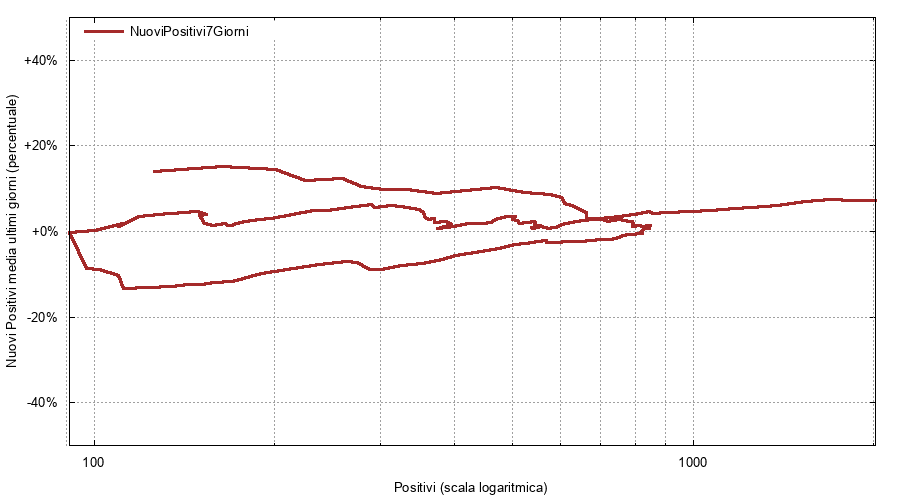 NuoviPositivi7Giorni
+40%
+20%
+0%
-20%
-40%
Nuovi Positivi media ultimi giorni (percentuale)
100
1000
Positivi (scala logaritmica)